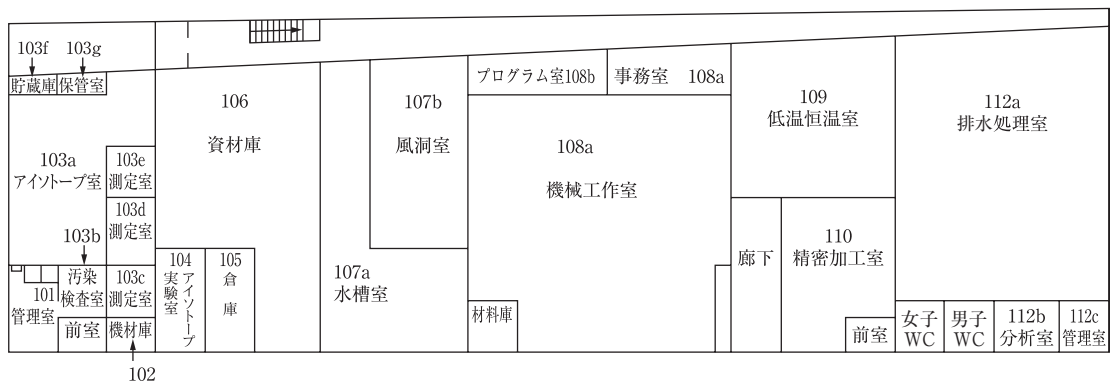 103f
103g
貯蔵庫
保管室
103a
アイソトープ室
103e
測定室
103d
測定室
103b
汚染
検査室
103c
測定室
101
管理室
前室
機材庫
102
106
資材庫
104
アイソトープ
実験室
105
倉庫
107a
水槽室
107b
風洞室
プログラム室108b
事務室 108a
108a
機械工作室
材料庫
109
低温恒温室
廊下
110
精密加工室
前室
112a
排水処理室
女子
WC
男子
WC
112b
分析室
112c
管理室